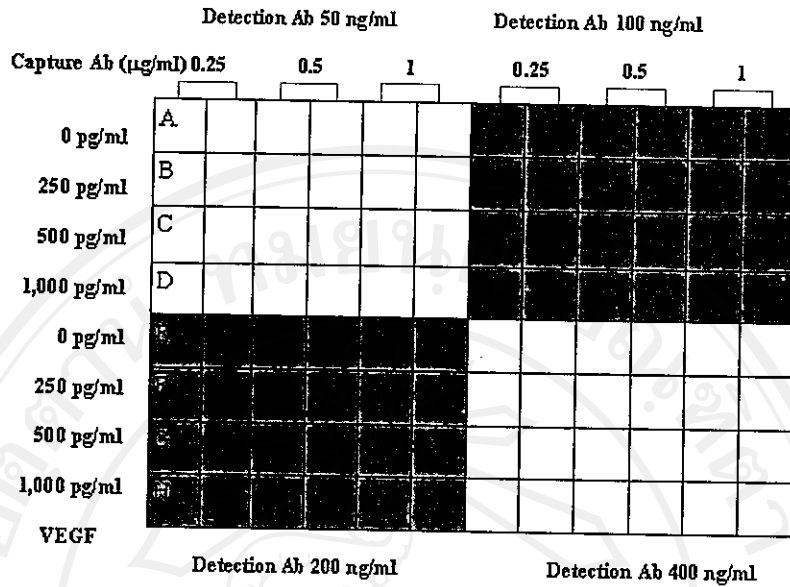 Detection Ab 50 ng/ml Detection Ab 100 ng/ml
Capture Ab (µg/ml) 0.25 0.5 1 0.25 0.5 1
0 pg/ml A
250 pg/ml B
500 pg/ml C
1,000 pg/ml D
0 pg/ml E
250 pg/ml
500 pg/ml
1,000 pg/ml H
VEGF
Detection Ab 200 ng/ml Detection Ab 400 ng/ml